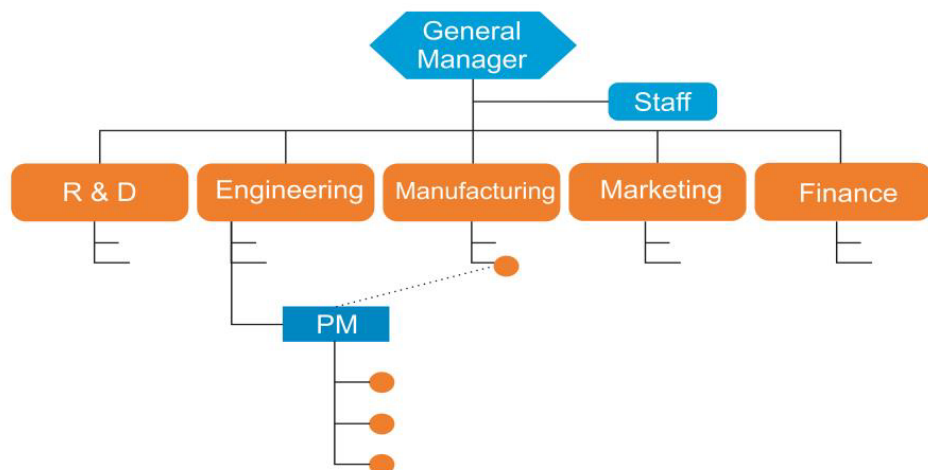 General
Manager
Staff
R & D
Engineering
Manufacturing
Marketing
Finance
PM